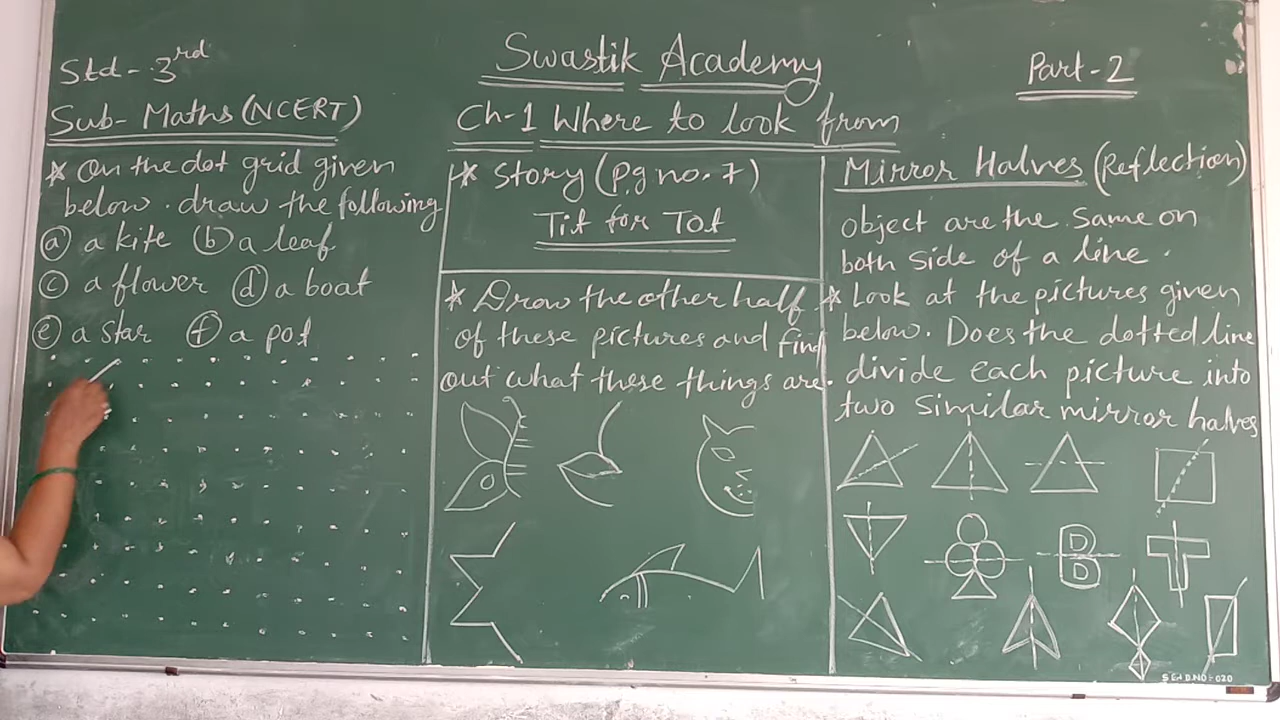 Std - 3rd
Swastik Academy
Part - 2
Sub- Maths (NCERT)
Ch-1 Where to look from
* On the dot grid given
below . draw the following
(a) a kite (b) a leaf
(c) a flower (d) a boat
(e) a star (f) a pot
* Story (Pg no. 7)
Tit for Tot
* Draw the other half
of these pictures and find
out what these things are.
Mirror Halves (Reflection)
object are the same on
both side of a line .
* Look at the pictures given
below. Does the dotted line
divide each picture into
two similar mirror halves
D
D
S E-D D.NO - 020